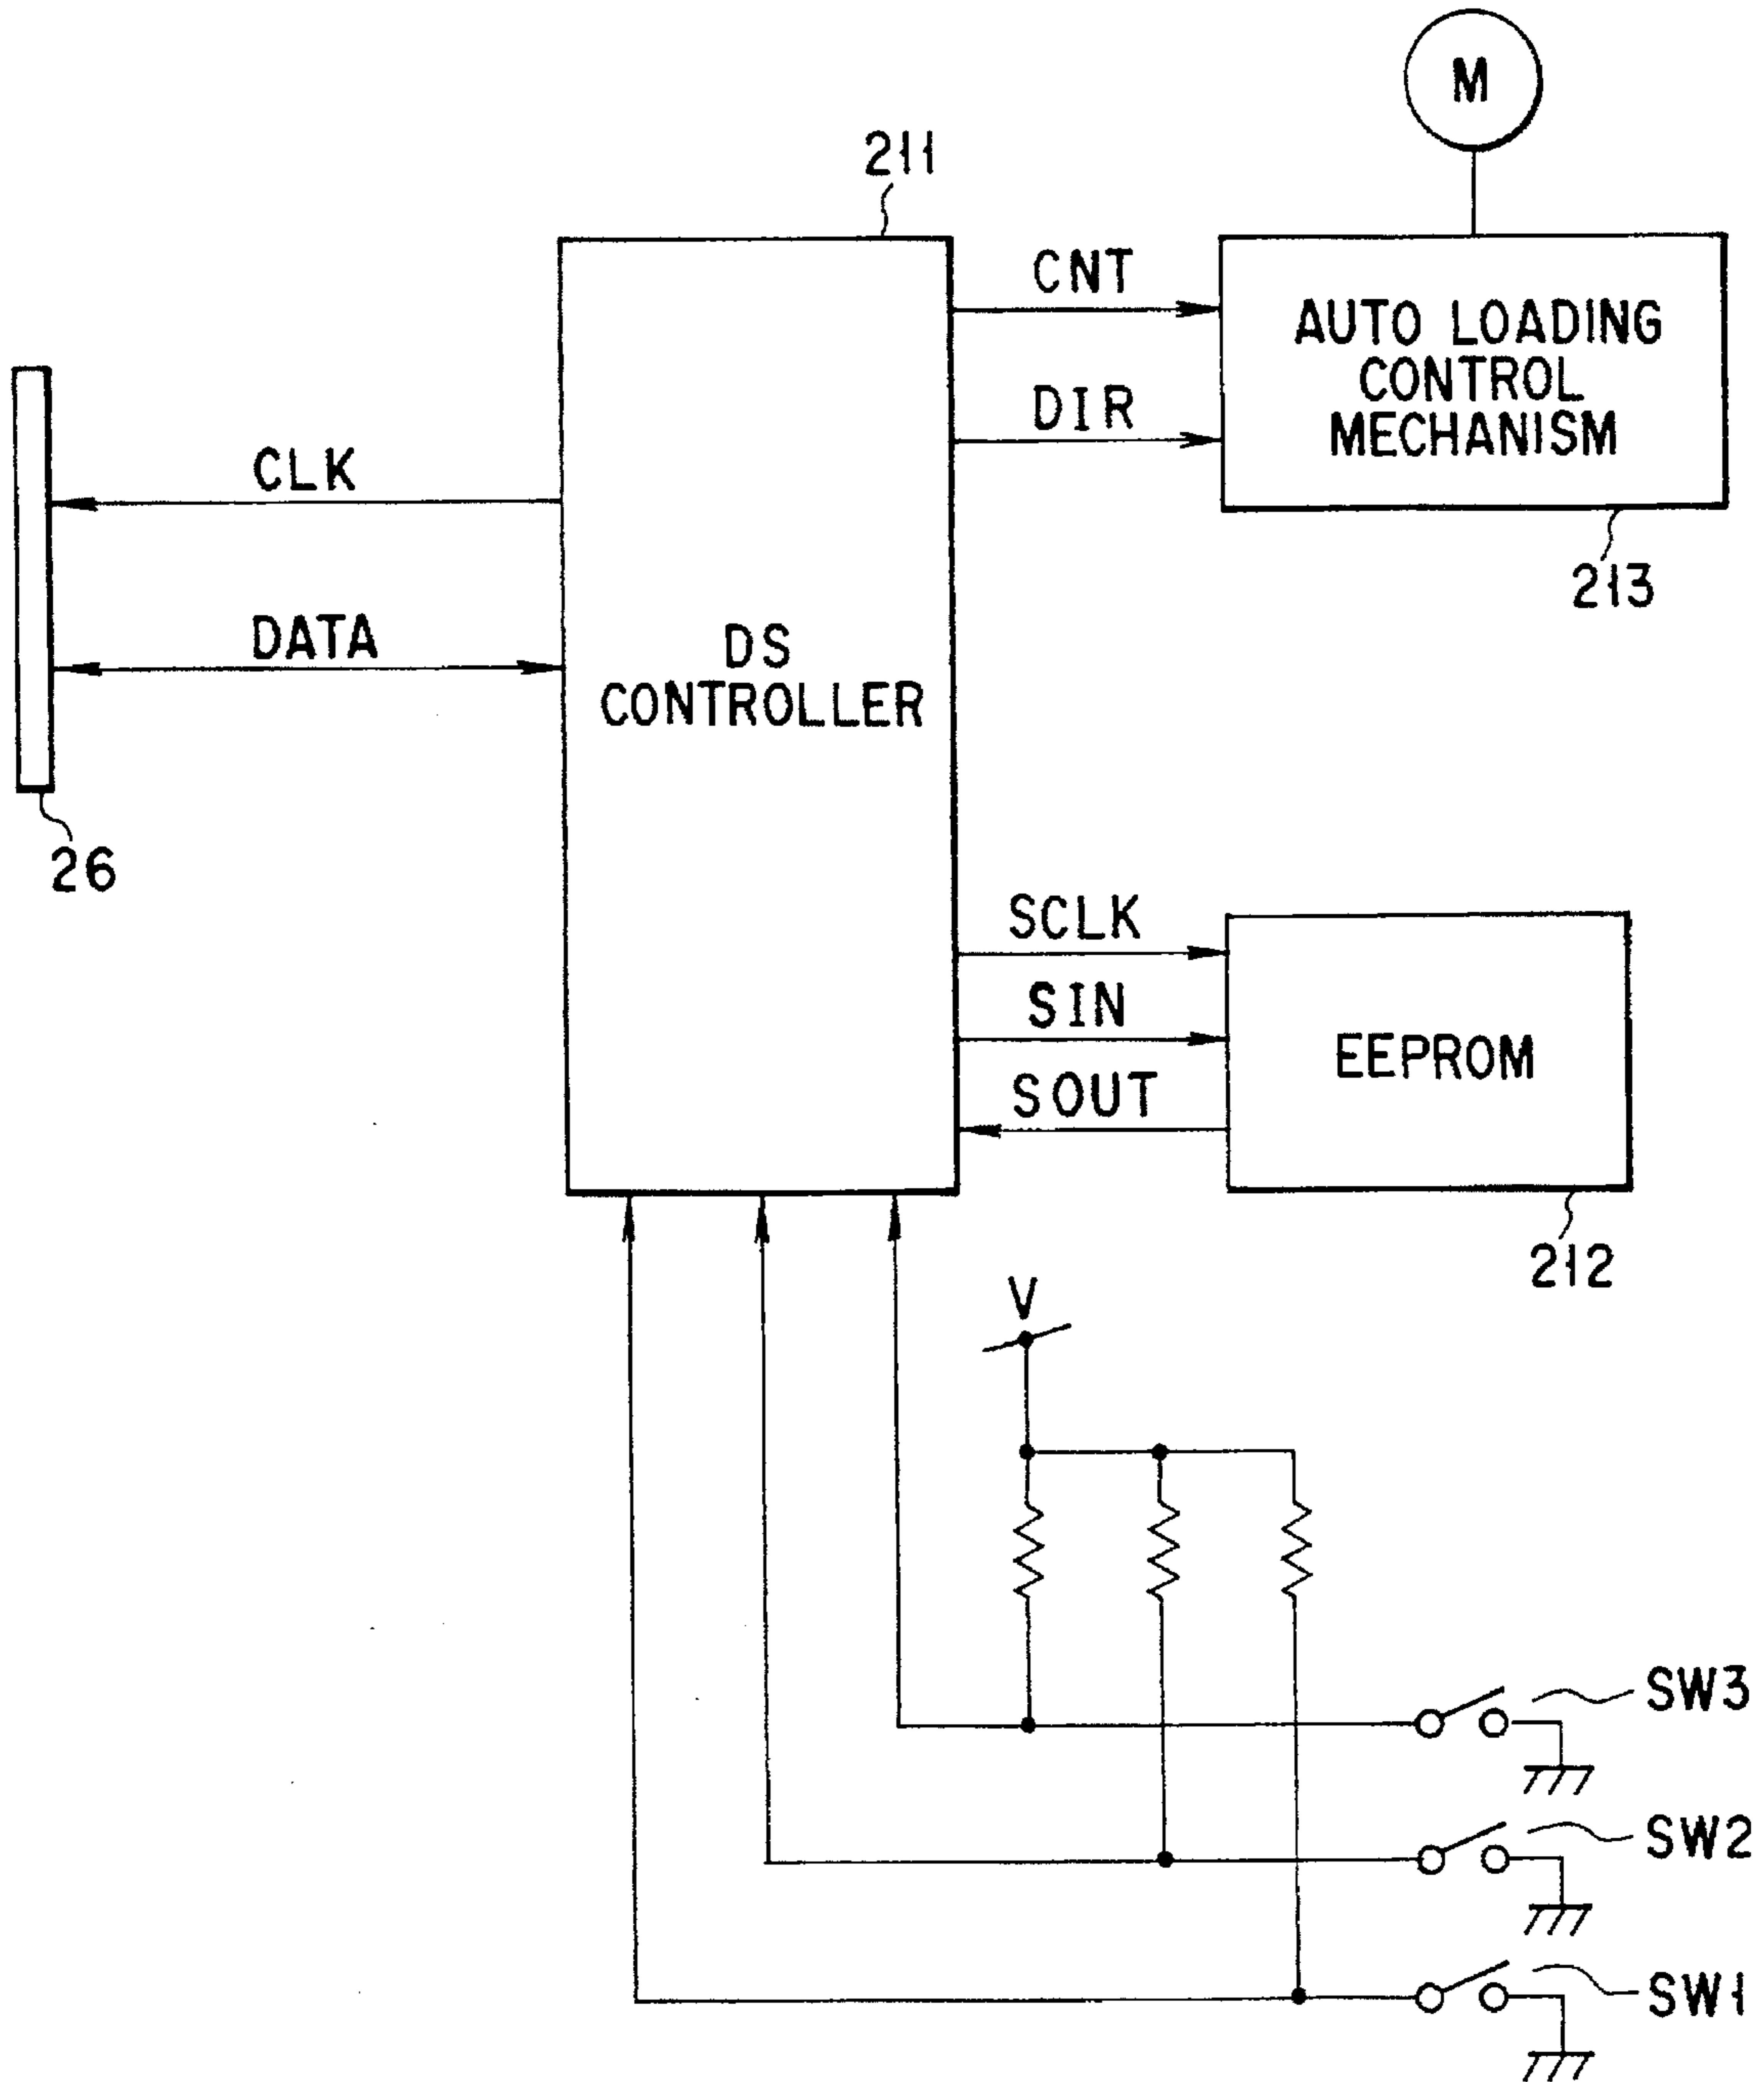 M
211
CNT
AUTO LOADING
CONTROL
MECHANISM
DIR
CLK
213
DATA
DS
CONTROLLER
26
SCLK
SIN
EEPROM
SOUT
212
V
SW3
SW2
SW1